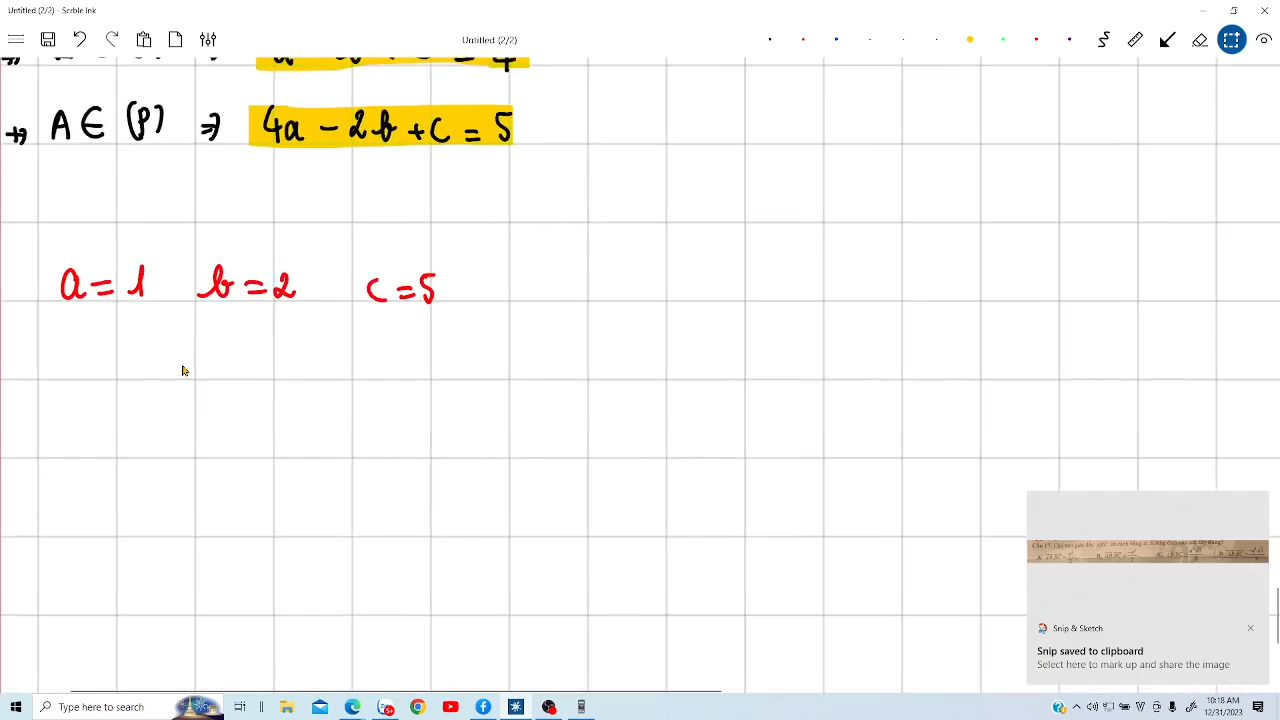 Untitled (2/2) - Scrble Ink
Untitled (2/2)
A ∈ (P) ⇒ 4a - 2b + c = 5
a = 1 b = 2 c = 5
Snip & Sketch
Snip saved to clipboard
Select here to mark up and share the image
Type here to search
10:18 AM
12/31/2023